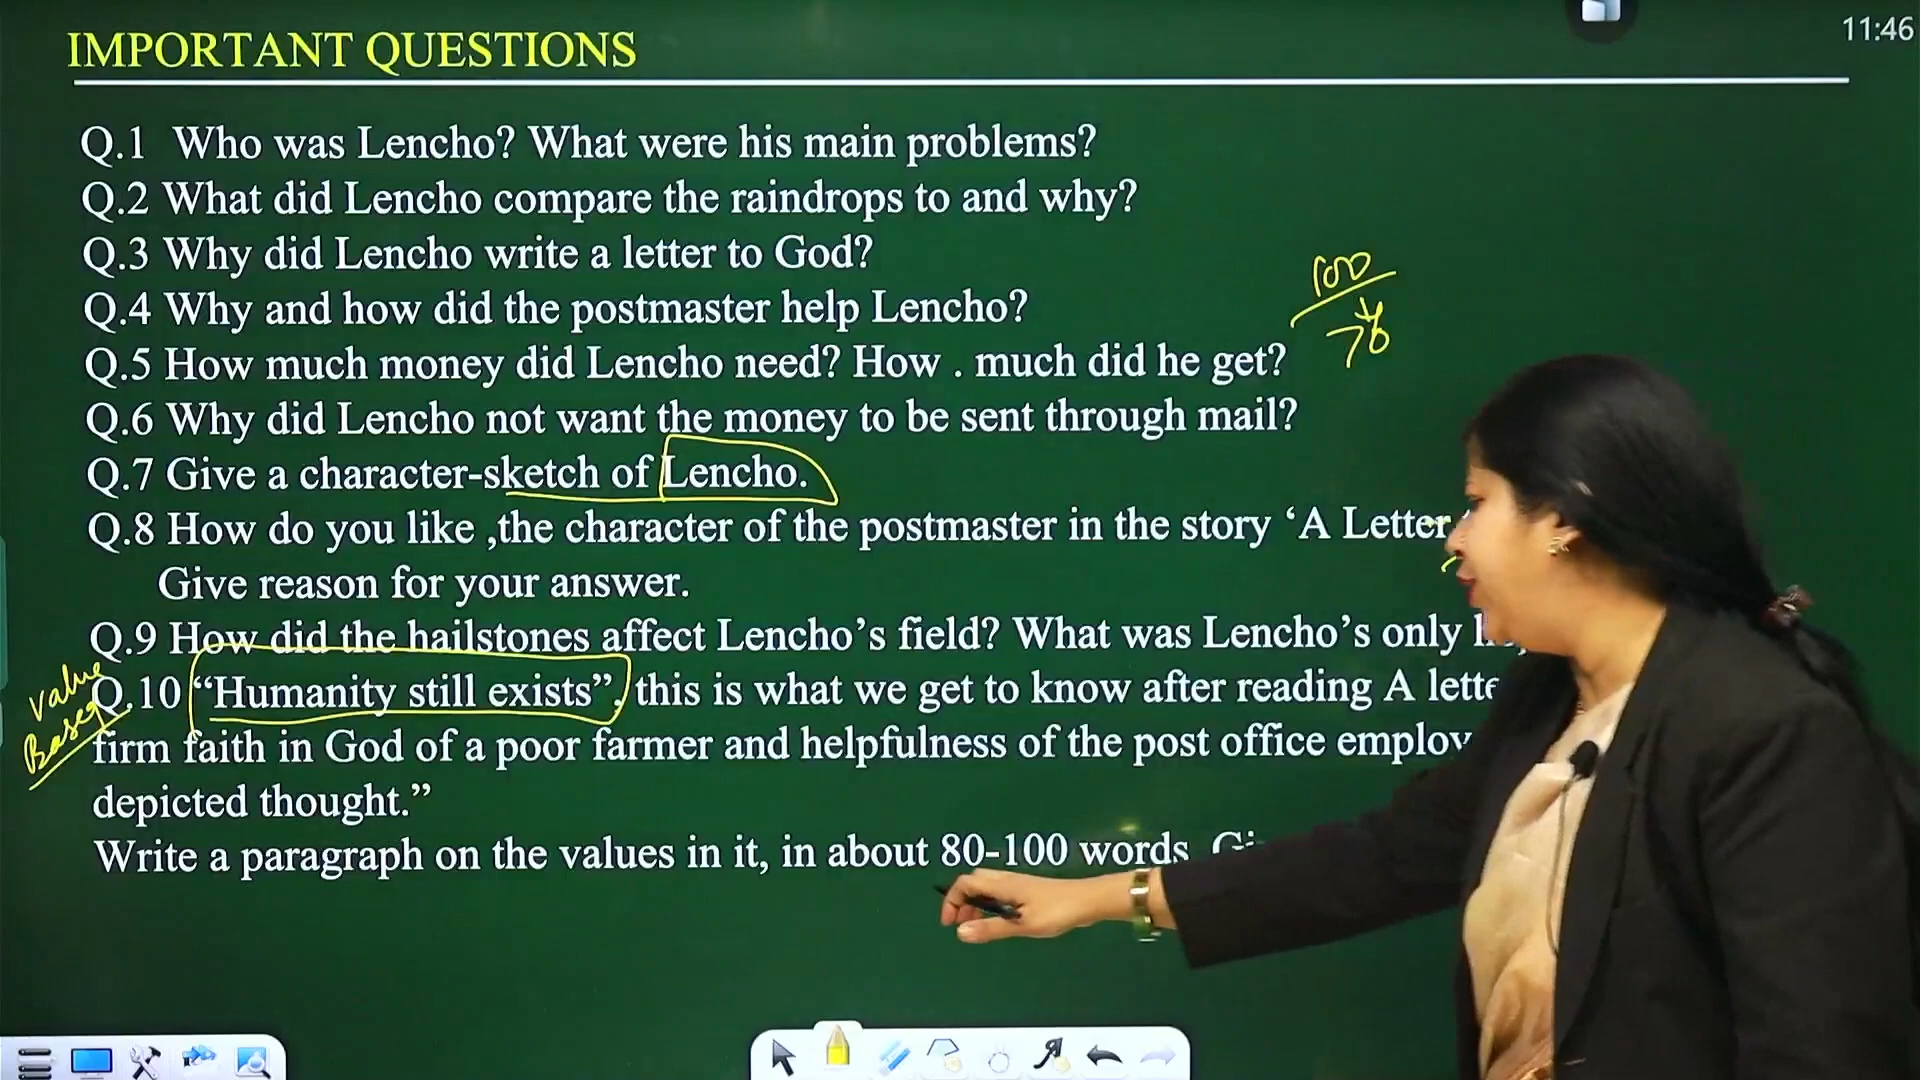 11:46
IMPORTANT QUESTIONS
Q.1 Who was Lencho? What were his main problems?
Q.2 What did Lencho compare the raindrops to and why?
Q.3 Why did Lencho write a letter to God?
Q.4 Why and how did the postmaster help Lencho?
100
70
Q.5 How much money did Lencho need? How . much did he get?
Q.6 Why did Lencho not want the money to be sent through mail?
Q.7 Give a character-sketch of Lencho.
Q.8 How do you like ,the character of the postmaster in the story ‘A Letter
Give reason for your answer.
Q.9 How did the hailstones affect Lencho’s field? What was Lencho’s only
value
Based
Q.10 “Humanity still exists”, this is what we get to know after reading A
firm faith in God of a poor farmer and helpfulness of the post office
depicted thought.”
Write a paragraph on the values in it, in about 80-100 words